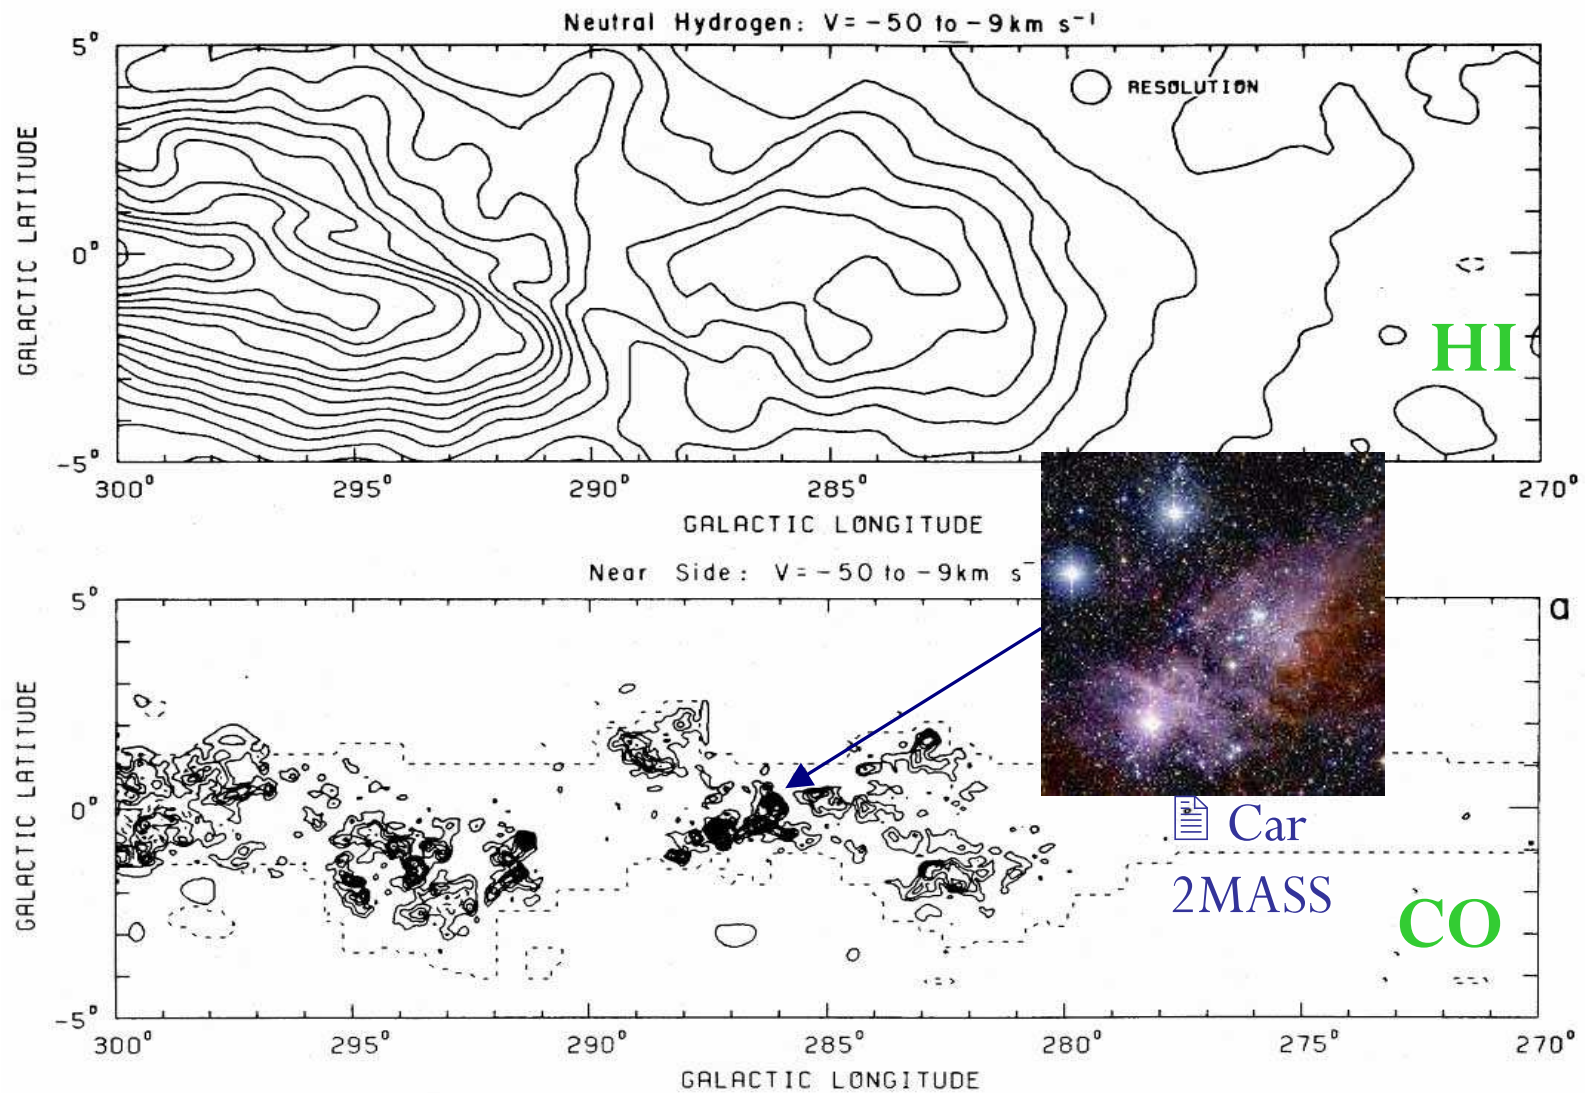 Neutral Hydrogen: V = -50 to -9 km s⁻¹
5°
0°
-5°
GALACTIC LATITUDE
RESOLUTION
HI
300° 295° 290° 285° 270°
GALACTIC LONGITUDE
Near Side: V = -50 to -9 km s⁻
a
5°
0°
-5°
GALACTIC LATITUDE
Car
2MASS
CO
300° 295° 290° 285° 280° 275° 270°
GALACTIC LONGITUDE